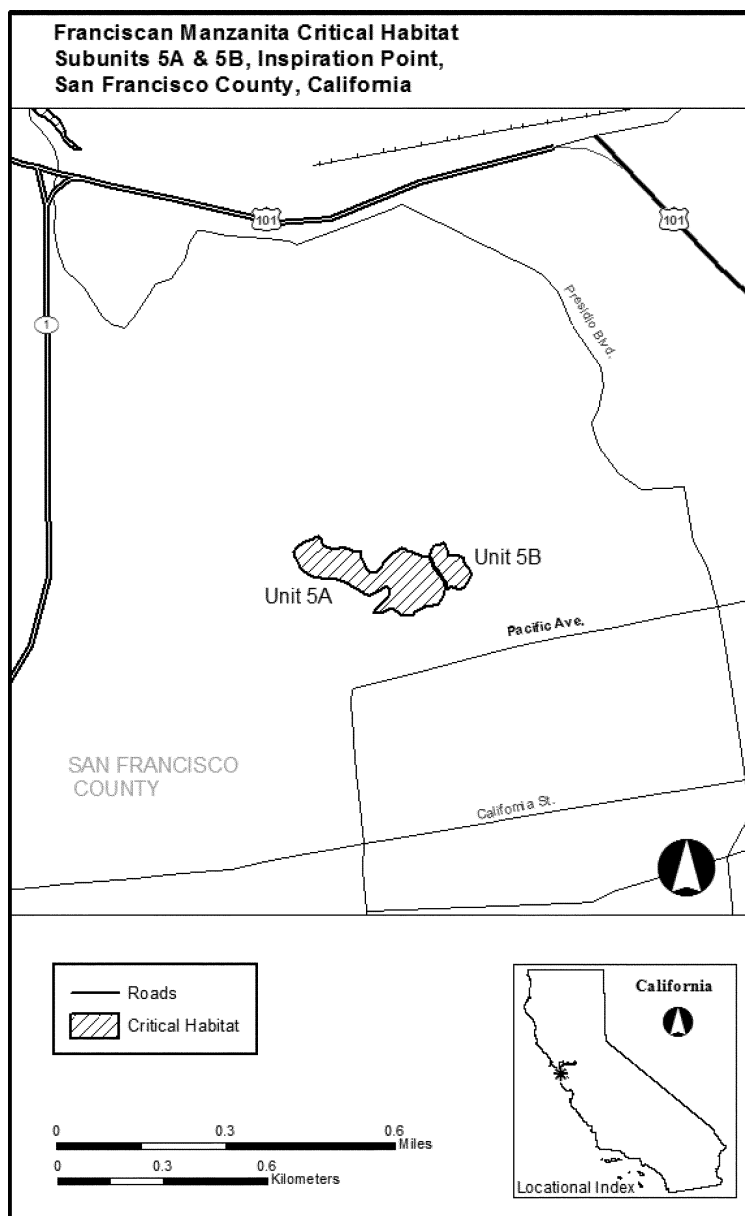 Franciscan Manzanita Critical Habitat
Subunits 5A & 5B, Inspiration Point,
San Francisco County, California
101
101
1
Presidio Blvd.
Unit 5B
Unit 5A
Pacific Ave.
SAN FRANCISCO
COUNTY
California St.
Roads
Critical Habitat
California
0 0.3 0.6
Miles
0 0.3 0.6
Kilometers
Locational Index